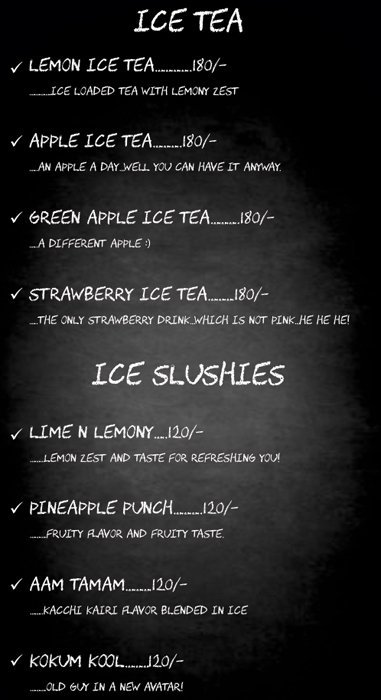 ICE TEA
✓ LEMON ICE TEA............180/-
..........ICE LOADED TEA WITH LEMONY ZEST
✓ APPLE ICE TEA..........180/-
....AN APPLE A DAY..WELL YOU CAN HAVE IT ANYWAY.
✓ GREEN APPLE ICE TEA..........180/-
....A DIFFERENT APPLE :)
✓ STRAWBERRY ICE TEA.........180/-
....THE ONLY STRAWBERRY DRINK..WHICH IS NOT PINK..HE HE HE!
ICE SLUSHIES
✓ LIME N LEMONY.....120/-
.......LEMON ZEST AND TASTE FOR REFRESHING YOU!
✓ PINEAPPLE PUNCH..........120/-
........FRUITY FLAVOR AND FRUITY TASTE.
✓ AAM TAMAM.........120/-
.......KACCHI KAIRI FLAVOR BLENDED IN ICE
✓ KOKUM KOOL........120/-
........OLD GUY IN A NEW AVATAR!